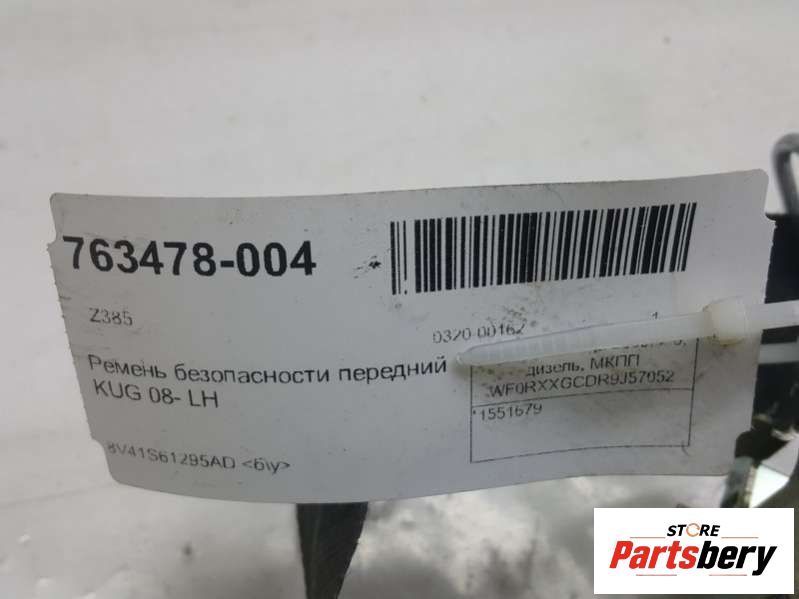 763478-004
Z385
0320 00162
Ремень безопасности передний
KUG 08- LH
8V41S61295AD <б\у>
дизель, МКПП
WF0RXXGCDR9J57052
1551679
STORE
Partsbery